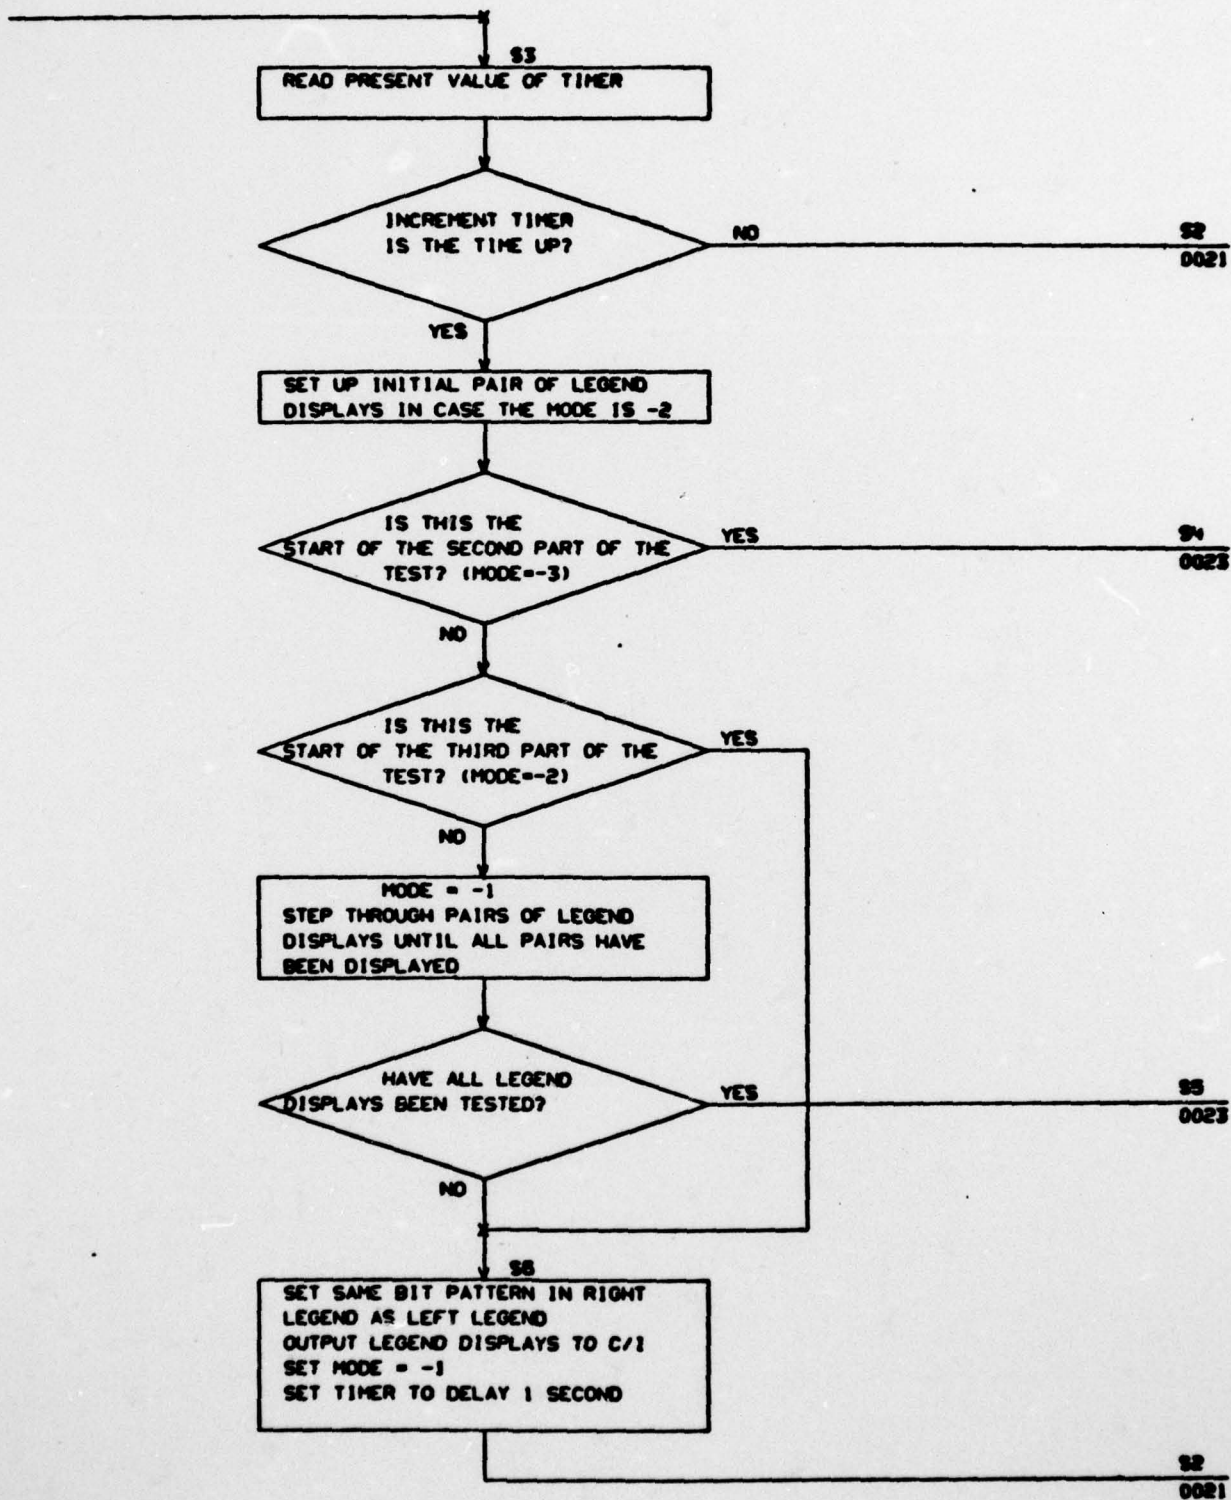 S3
READ PRESENT VALUE OF TIMER
INCREMENT TIMER
IS THE TIME UP?
NO
S2
0021
YES
SET UP INITIAL PAIR OF LEGEND
DISPLAYS IN CASE THE MODE IS -2
IS THIS THE
START OF THE SECOND PART OF THE
TEST? (MODE=-3)
YES
S4
0023
NO
IS THIS THE
START OF THE THIRD PART OF THE
TEST? (MODE=-2)
YES
NO
MODE = -1
STEP THROUGH PAIRS OF LEGEND
DISPLAYS UNTIL ALL PAIRS HAVE
BEEN DISPLAYED
HAVE ALL LEGEND
DISPLAYS BEEN TESTED?
YES
S5
0023
NO
S6
SET SAME BIT PATTERN IN RIGHT
LEGEND AS LEFT LEGEND
OUTPUT LEGEND DISPLAYS TO C/I
SET MODE = -1
SET TIMER TO DELAY 1 SECOND
S2
0021